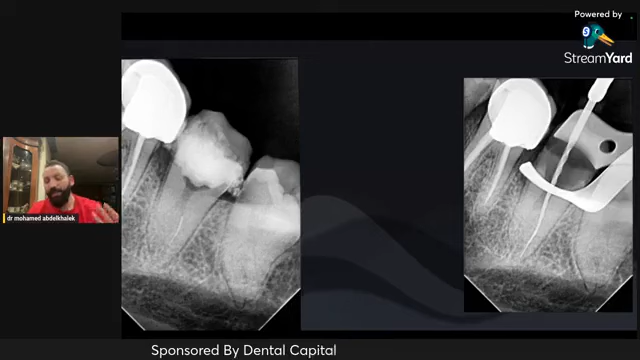 Powered by
StreamYard
dr mohamed abdelkhalek
Sponsored By Dental Capital